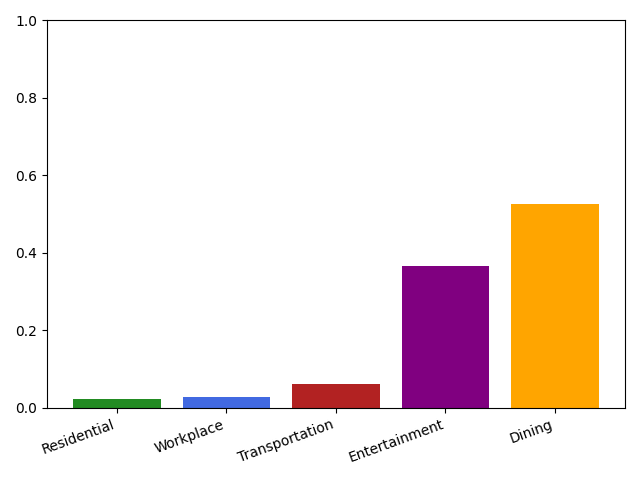 1.0
0.8
0.6
0.4
0.2
0.0
Residential
Workplace
Transportation
Entertainment
Dining